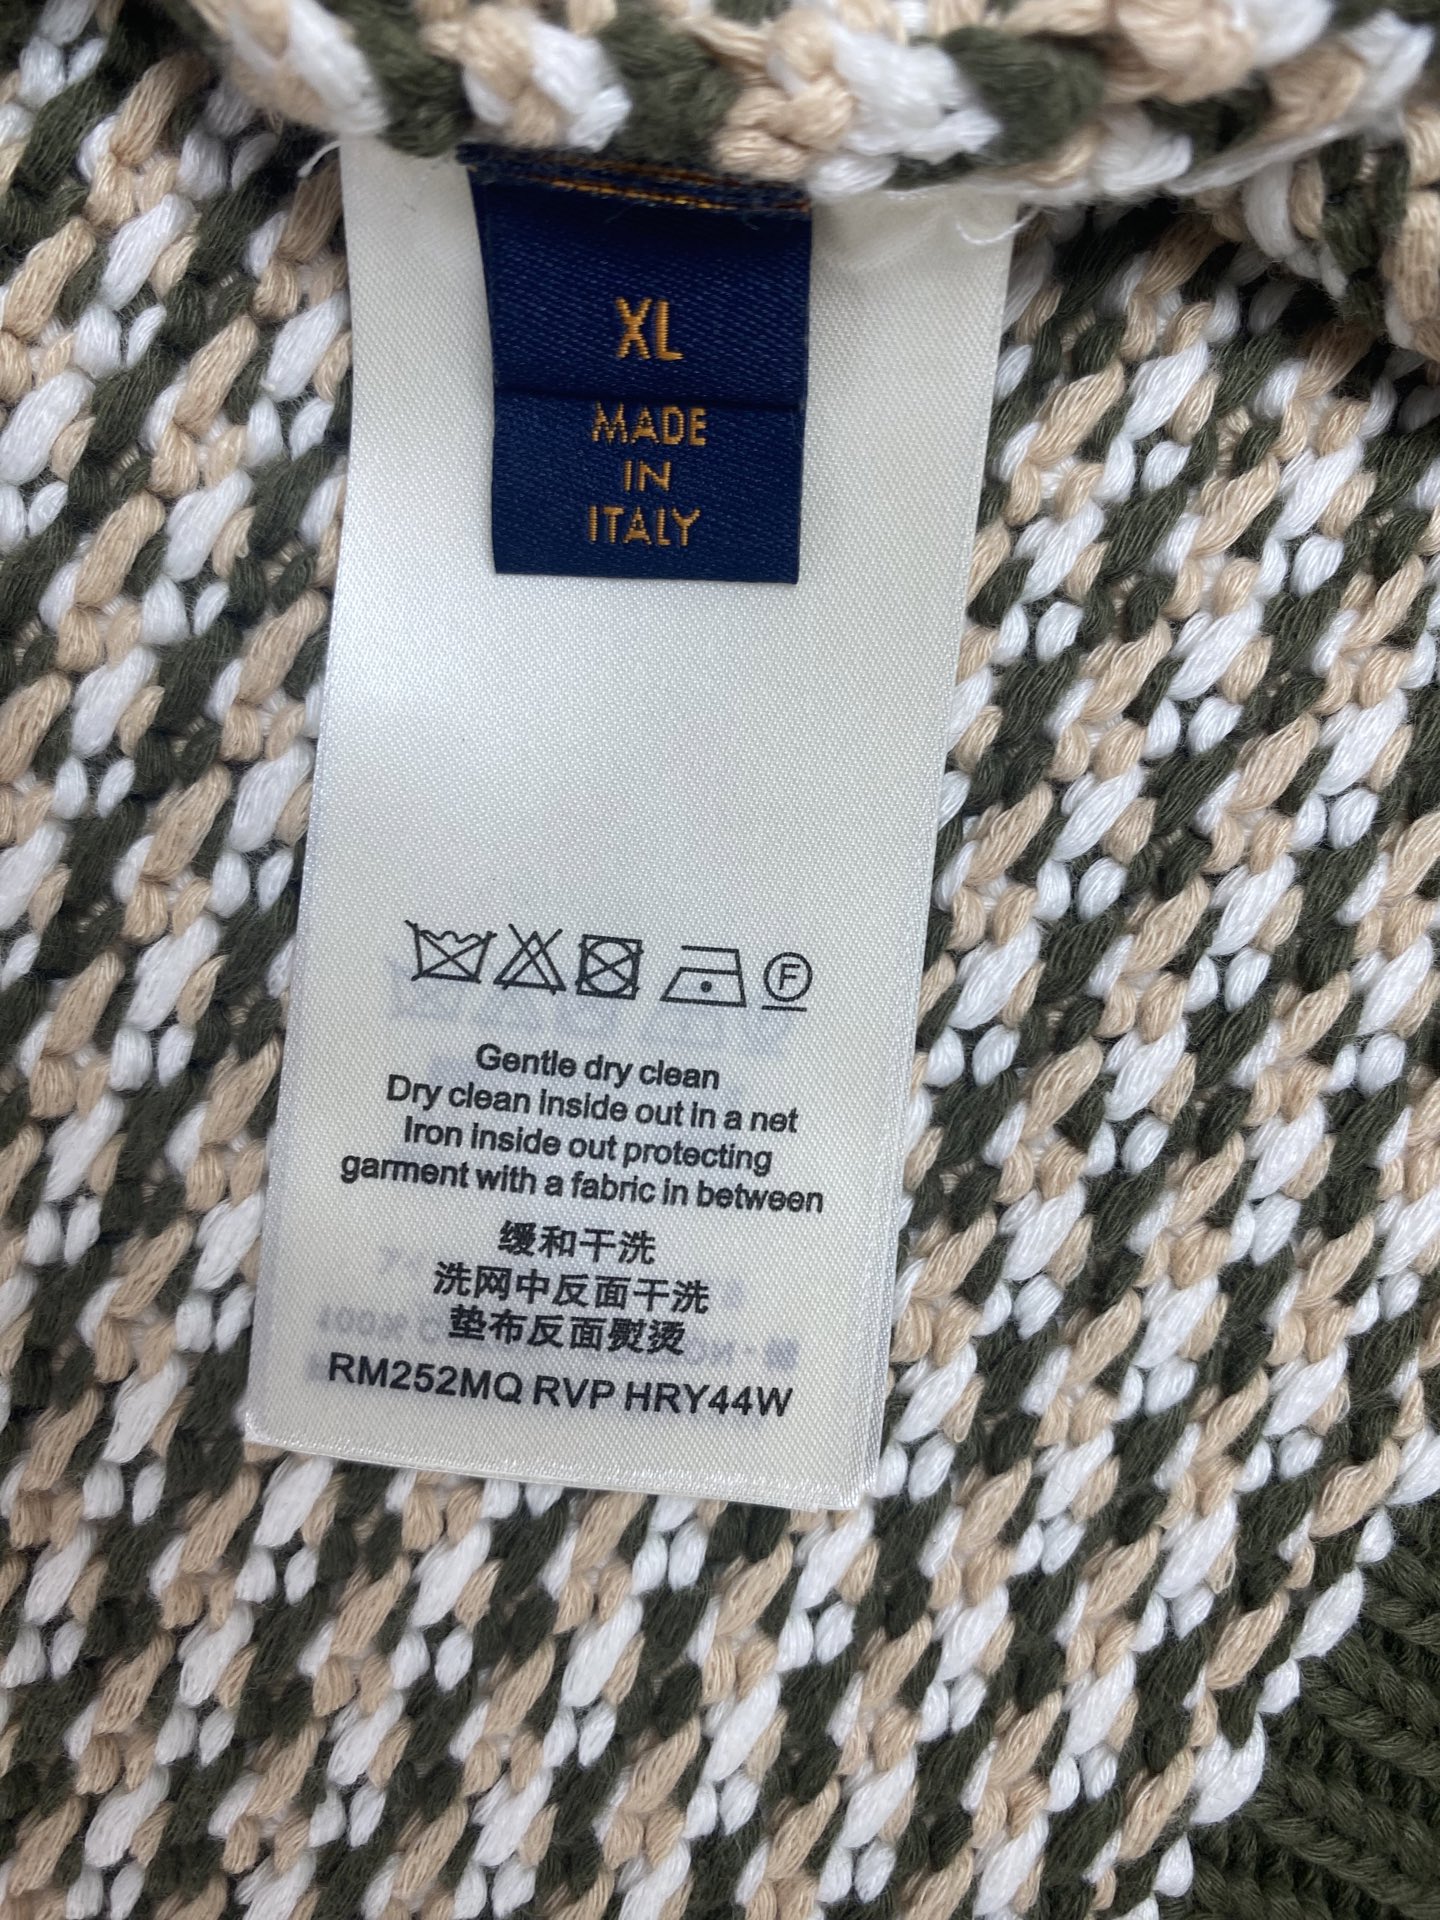 XL
MADE
IN
ITALY
F
Gentle dry clean
Dry clean inside out in a net
Iron inside out protecting
garment with a fabric in between
缓和干洗
洗网中反面干洗
垫布反面熨烫
RM252MQ RVP HRY44W